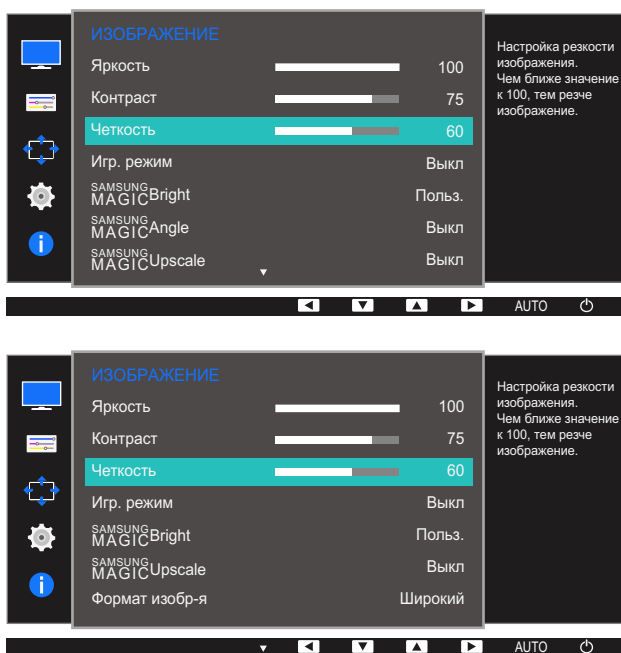 ИЗОБРАЖЕНИЕ
Яркость 100
Контраст 75
Четкость 60
Игр. режим Выкл
SAMSUNG MAGICBright Польз.
SAMSUNG MAGICAngle Выкл
SAMSUNG MAGICUpscale Выкл
Настройка резкости
изображения.
Чем ближе значение
к 100, тем резче
изображение.
AUTO
ИЗОБРАЖЕНИЕ
Яркость 100
Контраст 75
Четкость 60
Игр. режим Выкл
SAMSUNG MAGICBright Польз.
SAMSUNG MAGICUpscale Выкл
Формат изобр-я Широкий
Настройка резкости
изображения.
Чем ближе значение
к 100, тем резче
изображение.
AUTO